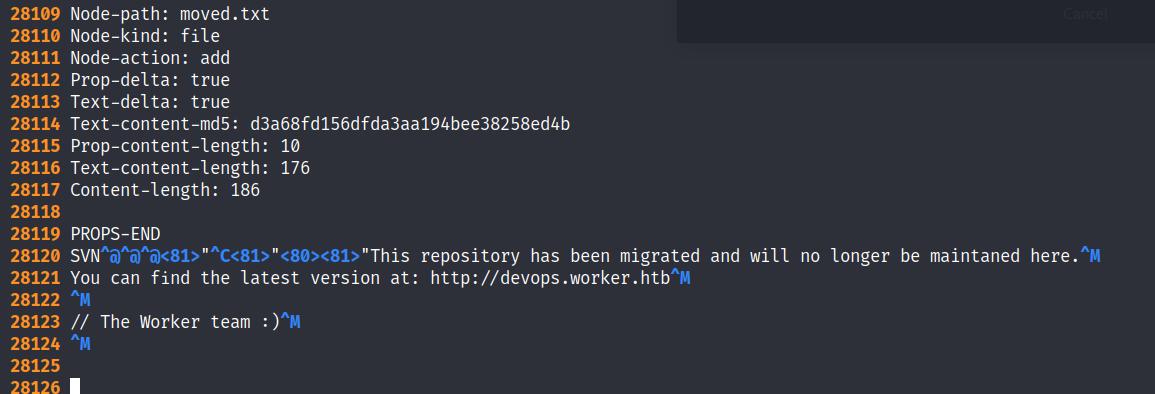 Cancel
28109 Node-path: moved.txt
28110 Node-kind: file
28111 Node-action: add
28112 Prop-delta: true
28113 Text-delta: true
28114 Text-content-md5: d3a68fd156dfda3aa194bee38258ed4b
28115 Prop-content-length: 10
28116 Text-content-length: 176
28117 Content-length: 186
28118
28119 PROPS-END
28120 SVN^@^@^@<81>"^C<81>"<80><81>"This repository has been migrated and will no longer be maintaned here.^M
28121 You can find the latest version at: http://devops.worker.htb^M
28122 ^M
28123 // The Worker team :)^M
28124 ^M
28125
28126